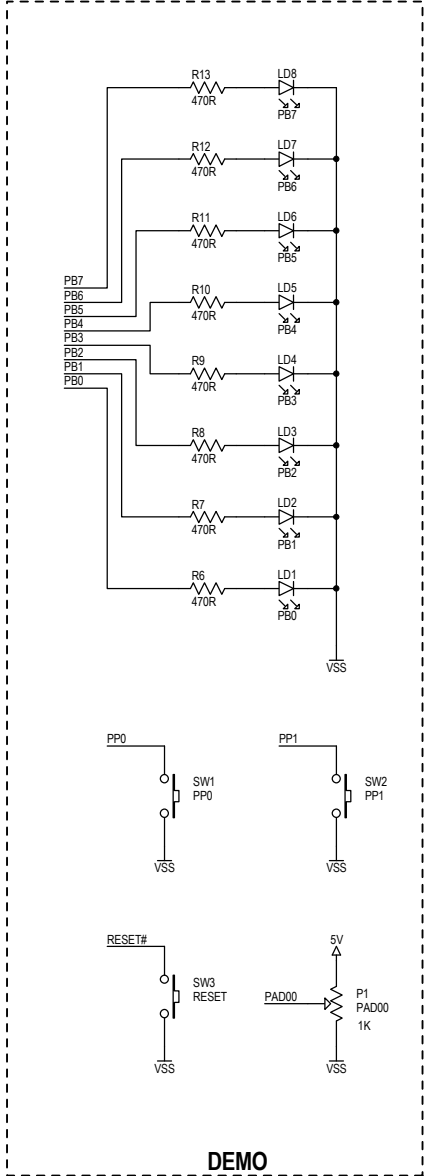 R13
LD8
470R
PB7
R12
LD7
470R
PB6
R11
LD6
470R
PB5
PB7
PB6
PB5
PB4
PB3
PB2
PB1
PB0
R10
LD5
470R
PB4
R9
LD4
470R
PB3
R8
LD3
470R
PB2
R7
LD2
470R
PB1
R6
LD1
470R
PB0
VSS
PP0
SW1
PP0
VSS
PP1
SW2
PP1
VSS
RESET#
SW3
RESET
VSS
5V
PAD00
P1
PAD00
1K
VSS
DEMO